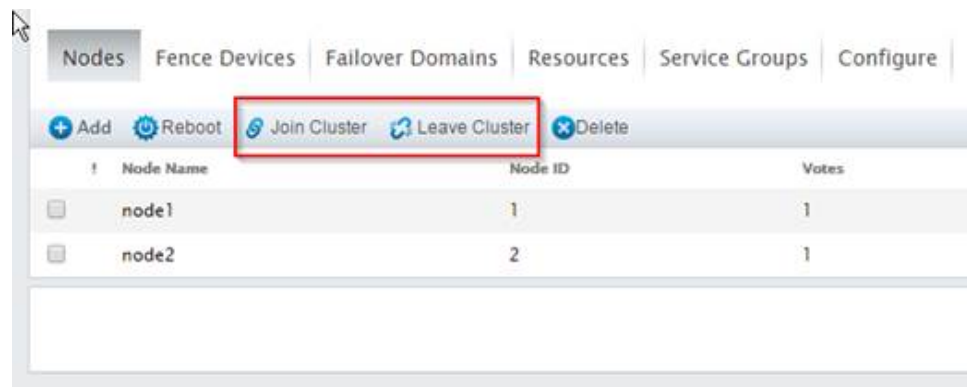 Nodes Fence Devices Failover Domains Resources Service Groups Configure
Add Reboot Join Cluster Leave Cluster Delete
! Node Name Node ID Votes
node1 1 1
node2 2 1